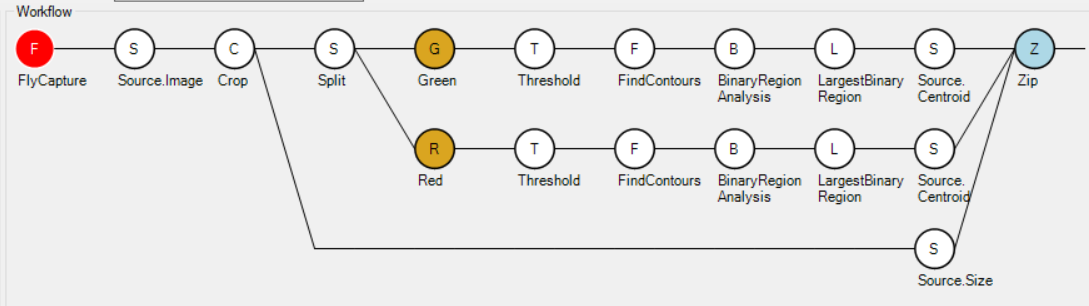 Workflow
F S C S G T F B L S Z
FlyCapture Source.Image Crop Split Green Threshold FindContours BinaryRegion LargestBinary Source. Zip
Analysis Region Centroid
R T F B L S
Red Threshold FindContours BinaryRegion LargestBinary Source.
Analysis Region Centroid
S
Source.Size